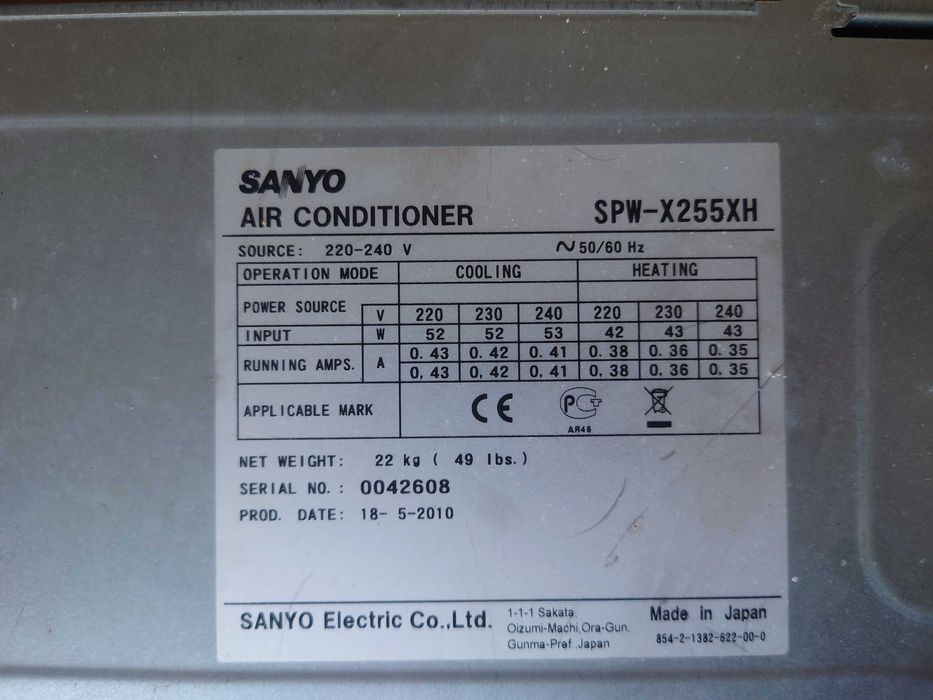 SANYO
AIR CONDITIONER SPW-X255XH
SOURCE: 220-240 V ~ 50/60 Hz
OPERATION MODE COOLING HEATING
POWER SOURCE V 220 230 240 220 230 240
INPUT W 52 52 53 42 43 43
RUNNING AMPS. A 0.43 0.42 0.41 0.38 0.36 0.35
0.43 0.42 0.41 0.38 0.36 0.35
APPLICABLE MARK CE PCT
AR46
NET WEIGHT: 22 kg ( 49 lbs.)
SERIAL NO.: 0042608
PROD. DATE: 18- 5-2010
SANYO Electric Co.,Ltd. 1-1-1 Sakata, Made in Japan
Oizumi-Machi,Ora-Gun,
Gunma-Pref.,Japan 854-2-1382-622-00-0